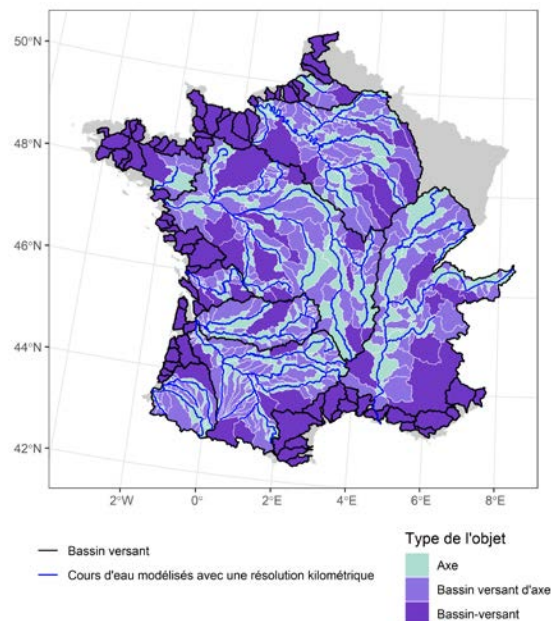 50°N
48°N
46°N
44°N
42°N
2°W
0°
2°E
4°E
6°E
8°E
Bassin versant
Cours d'eau modélisés avec une résolution kilométrique
Type de l'objet
Axe
Bassin versant d'axe
Bassin-versant